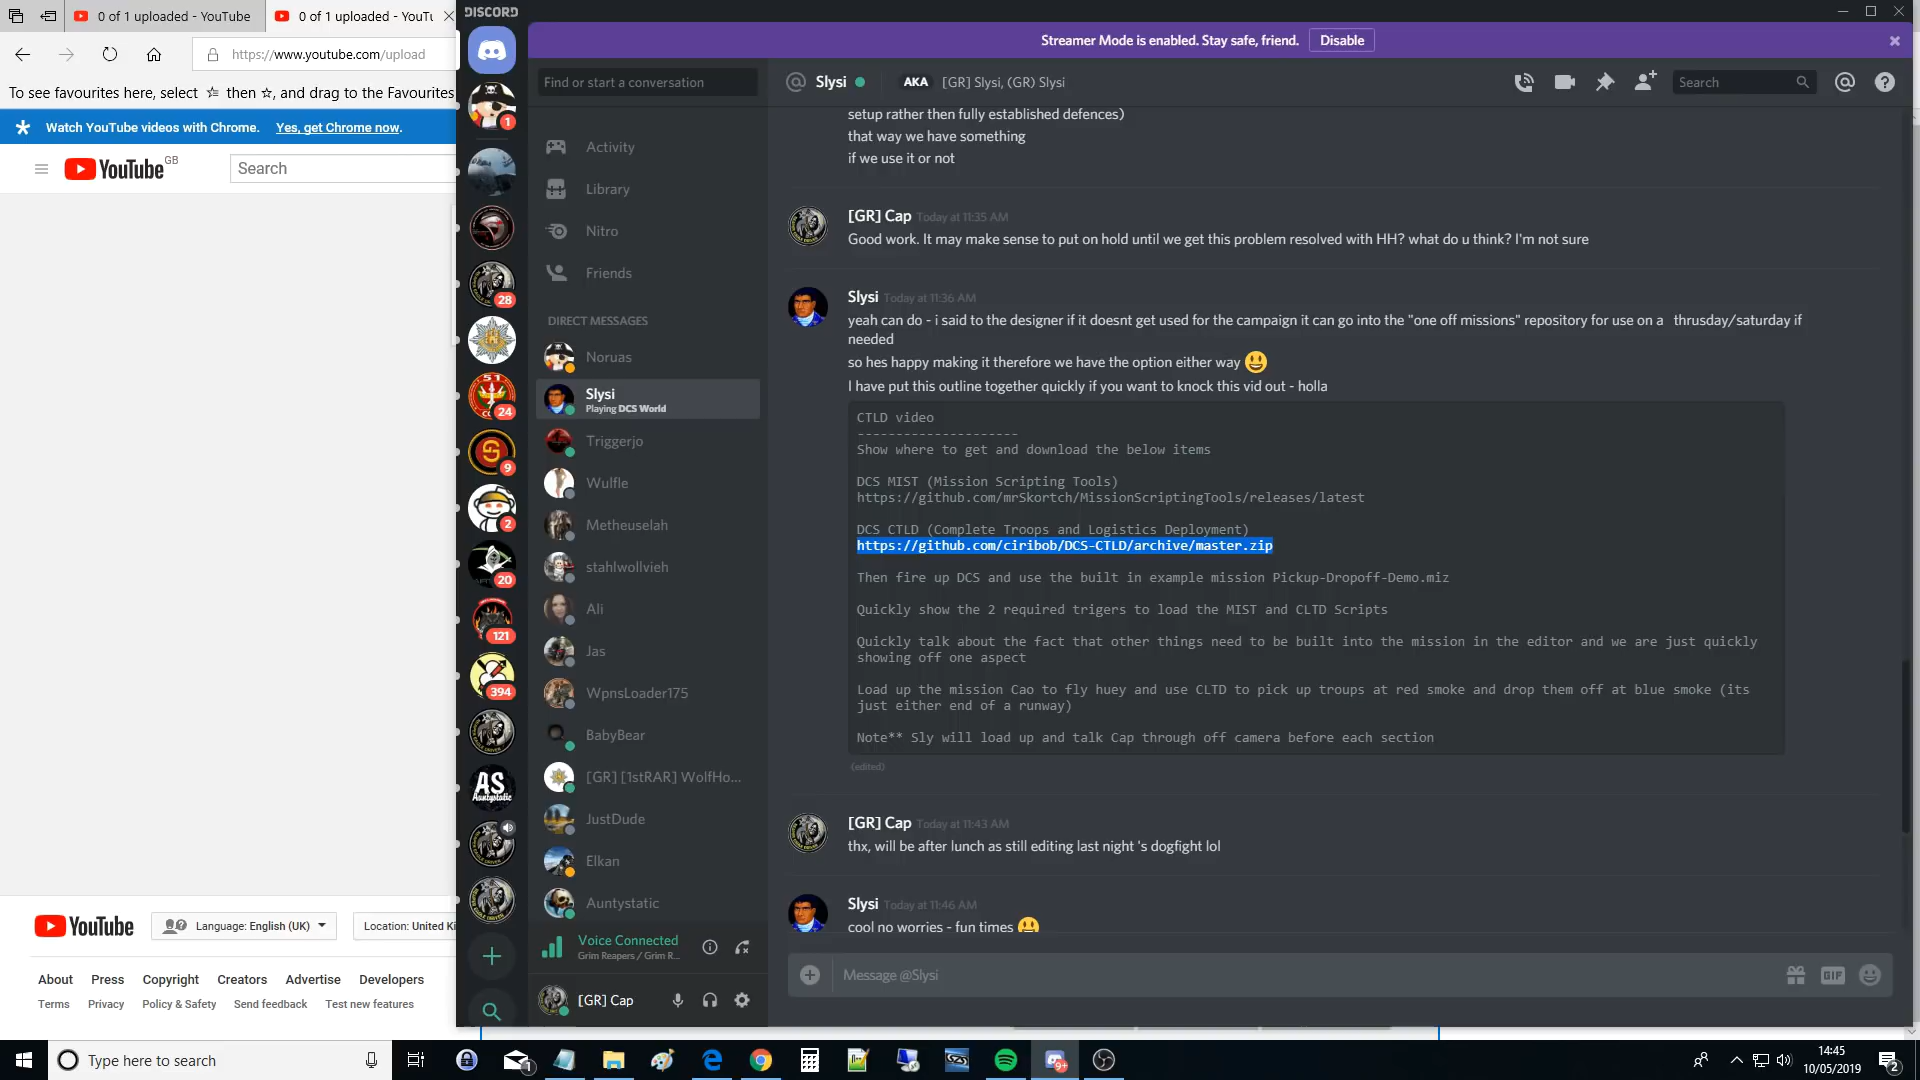 0 of 1 uploaded - YouTube
0 of 1 uploaded - YouTu
https://www.youtube.com/upload
To see favourites here, select ☆ then ☆, and drag to the Favourites
Watch YouTube videos with Chrome. Yes, get Chrome now.
YouTube GB
Search
YouTube
Language: English (UK)
Location: United Ki
About Press Copyright Creators Advertise Developers
Terms Privacy Policy & Safety Send feedback Test new features
DISCORD
Streamer Mode is enabled. Stay safe, friend. Disable
1
28
51
24
S
9
2
20
121
394
AS
Auntystatic
Find or start a conversation
Activity
Library
Nitro
Friends
DIRECT MESSAGES
Noruas
Slysi
Playing DCS World
Triggerjo
Wulfle
Metheuselah
stahlwollvieh
Ali
Jas
WpnsLoader175
BabyBear
[GR] [1stRAR] WolfHo...
JustDude
Elkan
Auntystatic
Voice Connected
Grim Reapers / Grim R...
[GR] Cap
Slysi AKA [GR] Slysi, (GR) Slysi
Search
setup rather then fully established defences)
that way we have something
if we use it or not
[GR] Cap Today at 11:35 AM
Good work. It may make sense to put on hold until we get this problem resolved with HH? what do u think? I'm not sure
Slysi Today at 11:36 AM
yeah can do - i said to the designer if it doesnt get used for the campaign it can go into the "one off missions" repository for use on a thrusday/saturday if
needed
so hes happy making it therefore we have the option either way
I have put this outline together quickly if you want to knock this vid out - holla
CTLD video
---------------------
Show where to get and download the below items
DCS MIST (Mission Scripting Tools)
https://github.com/mrSkortch/MissionScriptingTools/releases/latest
DCS CTLD (Complete Troops and Logistics Deployment)
https://github.com/ciribob/DCS-CTLD/archive/master.zip
Then fire up DCS and use the built in example mission Pickup-Dropoff-Demo.miz
Quickly show the 2 required trigers to load the MIST and CLTD Scripts
Quickly talk about the fact that other things need to be built into the mission in the editor and we are just quickly
showing off one aspect
Load up the mission Cao to fly huey and use CLTD to pick up troups at red smoke and drop them off at blue smoke (its
just either end of a runway)
Note** Sly will load up and talk Cap through off camera before each section
(edited)
[GR] Cap Today at 11:43 AM
thx, will be after lunch as still editing last night 's dogfight lol
Slysi Today at 11:46 AM
cool no worries - fun times
Message @Slysi
GIF
Type here to search
1
9+
14:45
10/05/2019
2